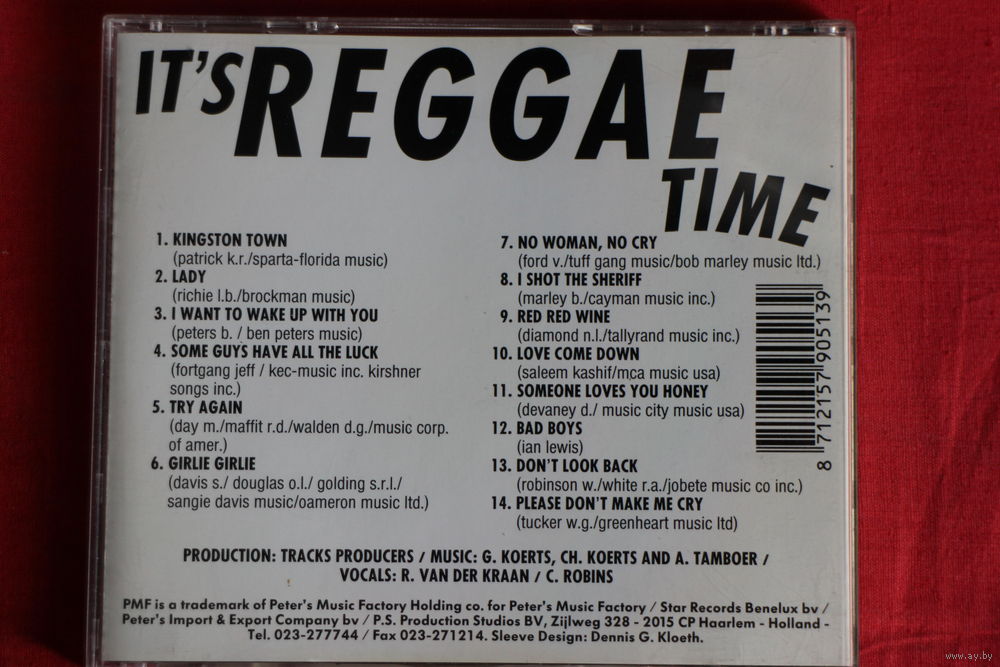 IT'S REGGAE
TIME
1. KINGSTON TOWN
(patrick k.r./sparta-florida music)
2. LADY
(richie l.b./brockman music)
3. I WANT TO WAKE UP WITH YOU
(peters b. / ben peters music)
4. SOME GUYS HAVE ALL THE LUCK
(fortgang jeff / kec-music inc. kirshner
songs inc.)
5. TRY AGAIN
(day m./maffit r.d./walden d.g./music corp.
of amer.)
6. GIRLIE GIRLIE
(davis s./ douglas o.l./ golding s.r.l./
sangie davis music/oameron music ltd.)
7. NO WOMAN, NO CRY
(ford v./tuff gang music/bob marley music ltd.)
8. I SHOT THE SHERIFF
(marley b./cayman music inc.)
9. RED RED WINE
(diamond n.l./tallyrand music inc.)
10. LOVE COME DOWN
(saleem kashif/mca music usa)
11. SOMEONE LOVES YOU HONEY
(devaney d./ music city music usa)
12. BAD BOYS
(ian lewis)
13. DON'T LOOK BACK
(robinson w./white r.a./jobete music co inc.)
14. PLEASE DON'T MAKE ME CRY
(tucker w.g./greenheart music ltd)
8 712157 905139
PRODUCTION: TRACKS PRODUCERS / MUSIC: G. KOERTS, CH. KOERTS AND A. TAMBOER /
VOCALS: R. VAN DER KRAAN / C. ROBINS
PMF is a trademark of Peter's Music Factory Holding co. for Peter's Music Factory / Star Records Benelux bv /
Peter's Import & Export Company bv / P.S. Production Studios BV, Zijlweg 328 - 2015 CP Haarlem - Holland -
Tel. 023-277744 / Fax 023-271214. Sleeve Design: Dennis G. Kloeth.
www.ay.by